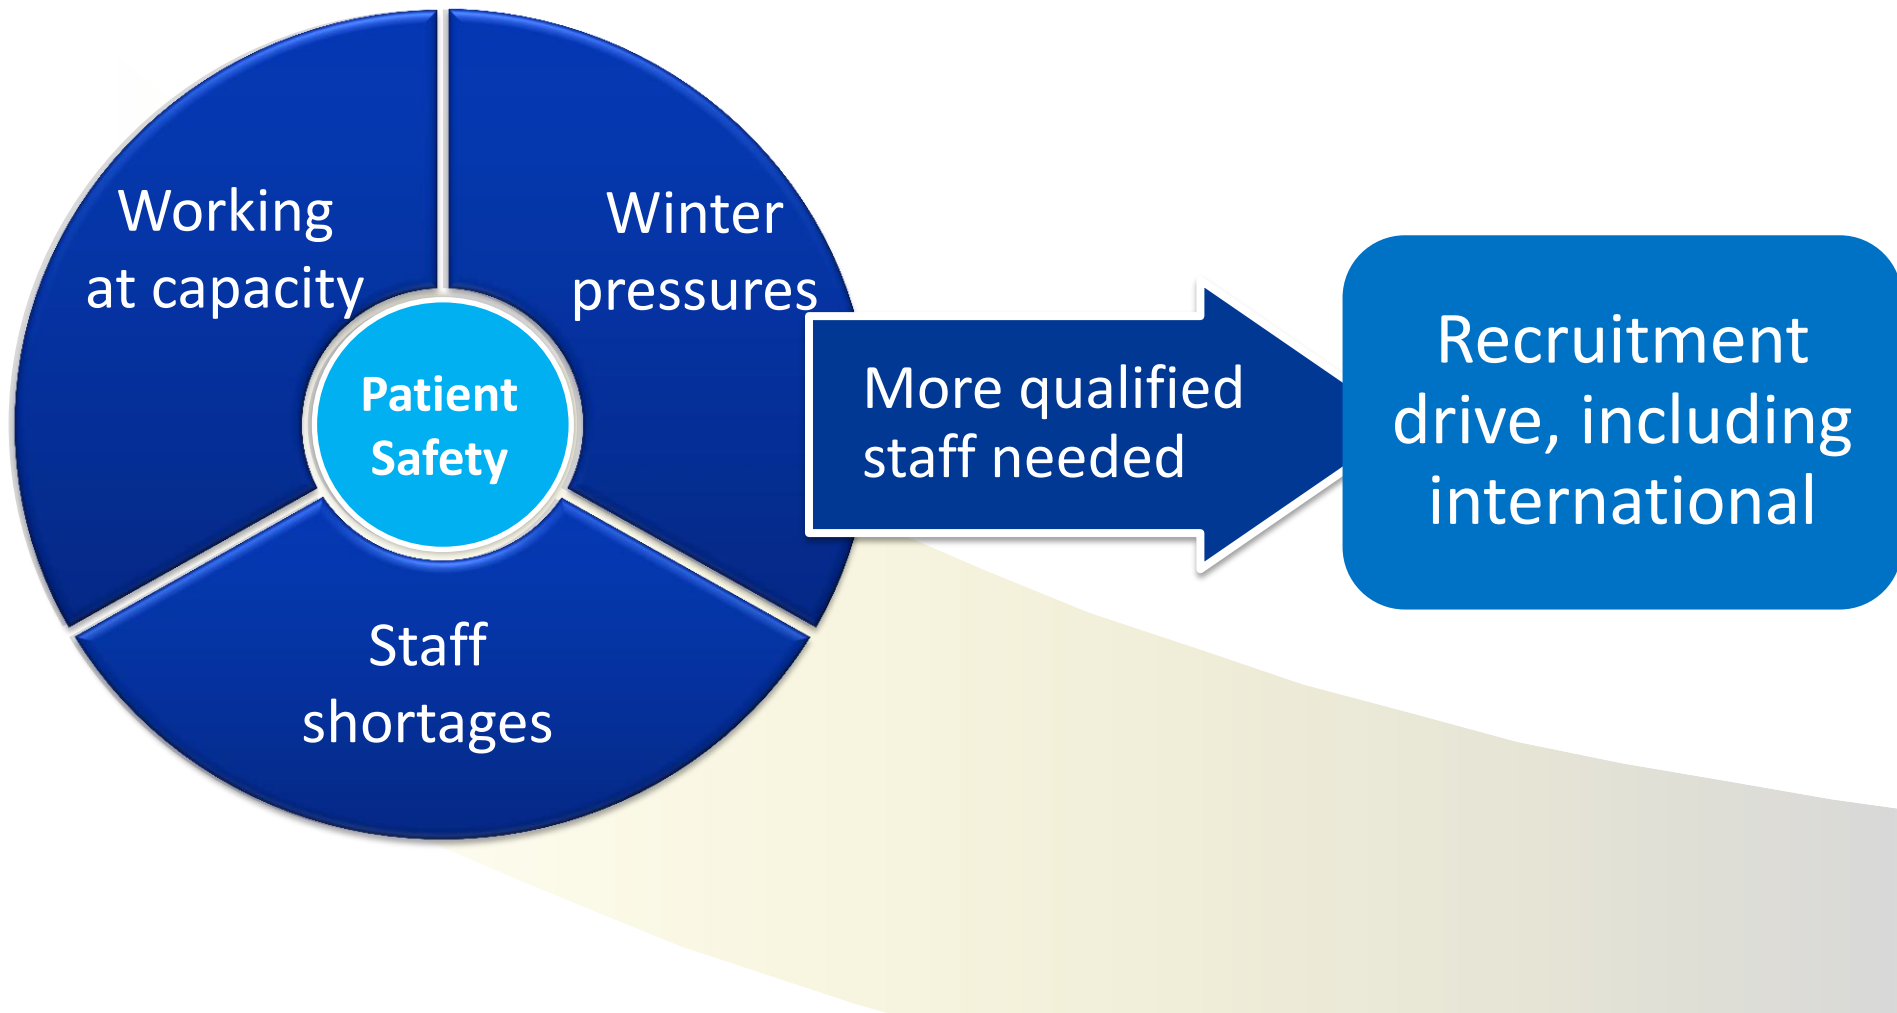 Working
at capacity
Winter
pressures
Patient
Safety
Staff
shortages
More qualified
staff needed
Recruitment
drive, including
international